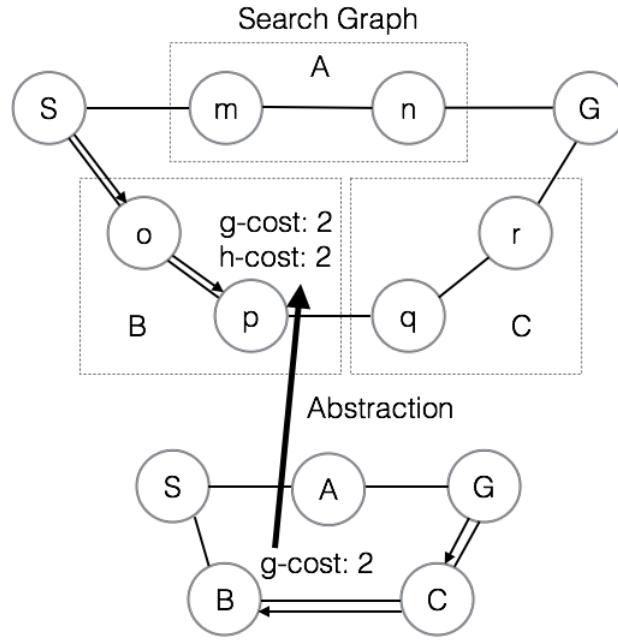 Search Graph
A
S
m
n
G
o
g-cost: 2
h-cost: 2
r
B
p
q
C
Abstraction
S
A
G
g-cost: 2
B
C